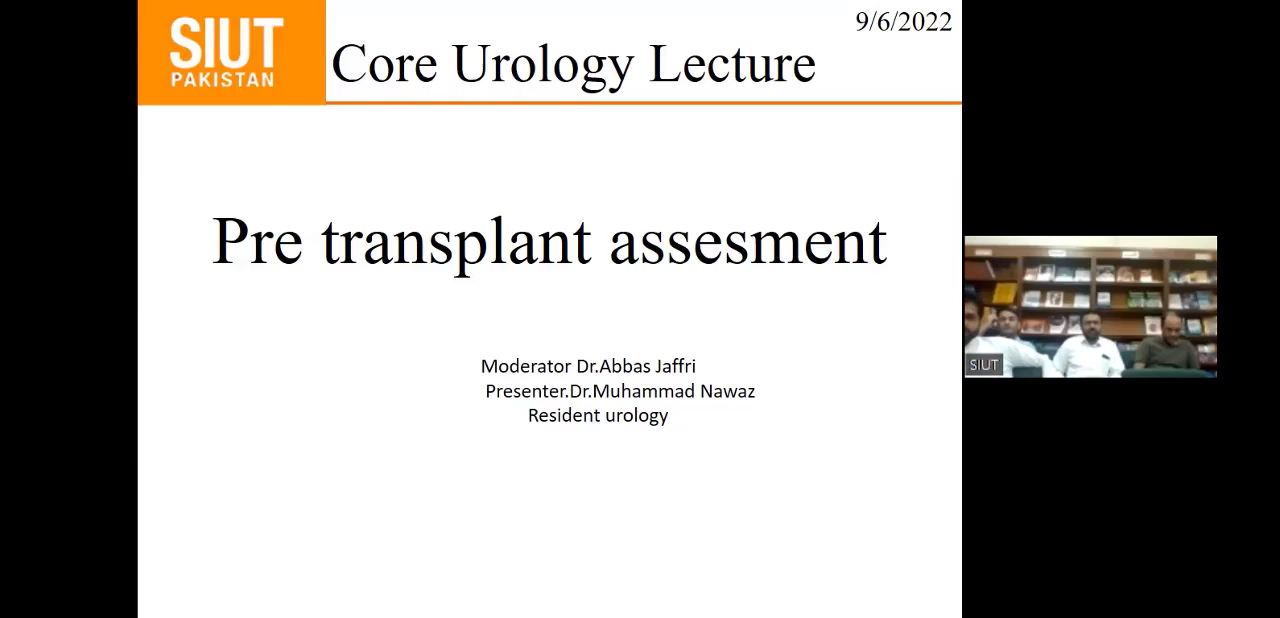 9/6/2022
SIUT
PAKISTAN
Core Urology Lecture
Pre transplant assesment
Moderator Dr.Abbas Jaffri
Presenter.Dr.Muhammad Nawaz
Resident urology
SIUT